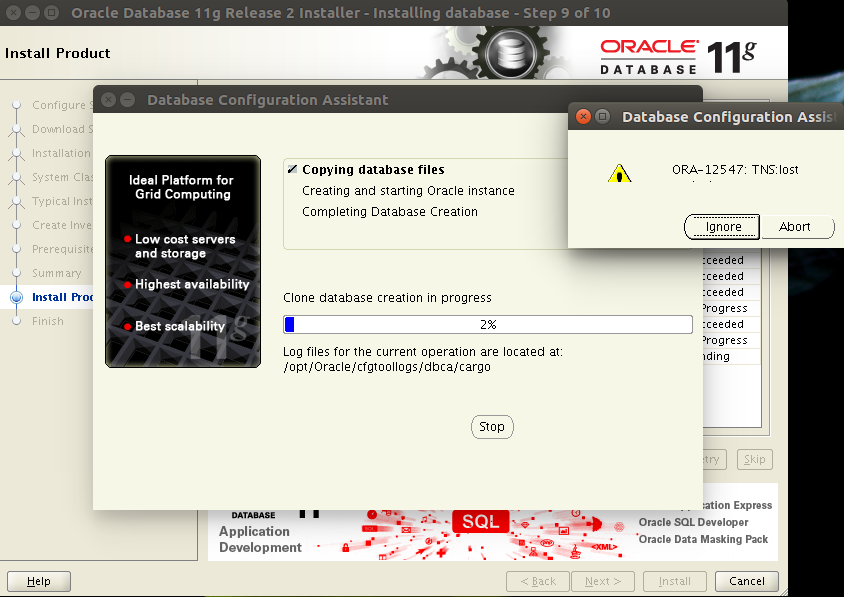 Oracle Database 11g Release 2 Installer - Installing database - Step 9 of 10
Install Product
ORACLE
DATABASE
11g
Configure
Download S
Installation
System Clas
Typical Inst
Create Inve
Prerequisite
Summary
Install Proc
Finish
Database Configuration Assistant
Ideal Platform for
Grid Computing
Low cost servers
and storage
Highest availability
Best scalability
11g
Copying database files
Creating and starting Oracle instance
Completing Database Creation
Clone database creation in progress
2%
Log files for the current operation are located at:
/opt/Oracle/cfgtoollogs/dbca/cargo
Stop
Database Configuration Assist
ORA-12547: TNS:lost
Ignore
Abort
cceeded
cceeded
cceeded
Progress
cceeded
Progress
nding
etry
Skip
DATABASE
Application
Development
SQL
<XML>
cation Express
Oracle SQL Developer
Oracle Data Masking Pack
Help
< Back
Next >
Install
Cancel